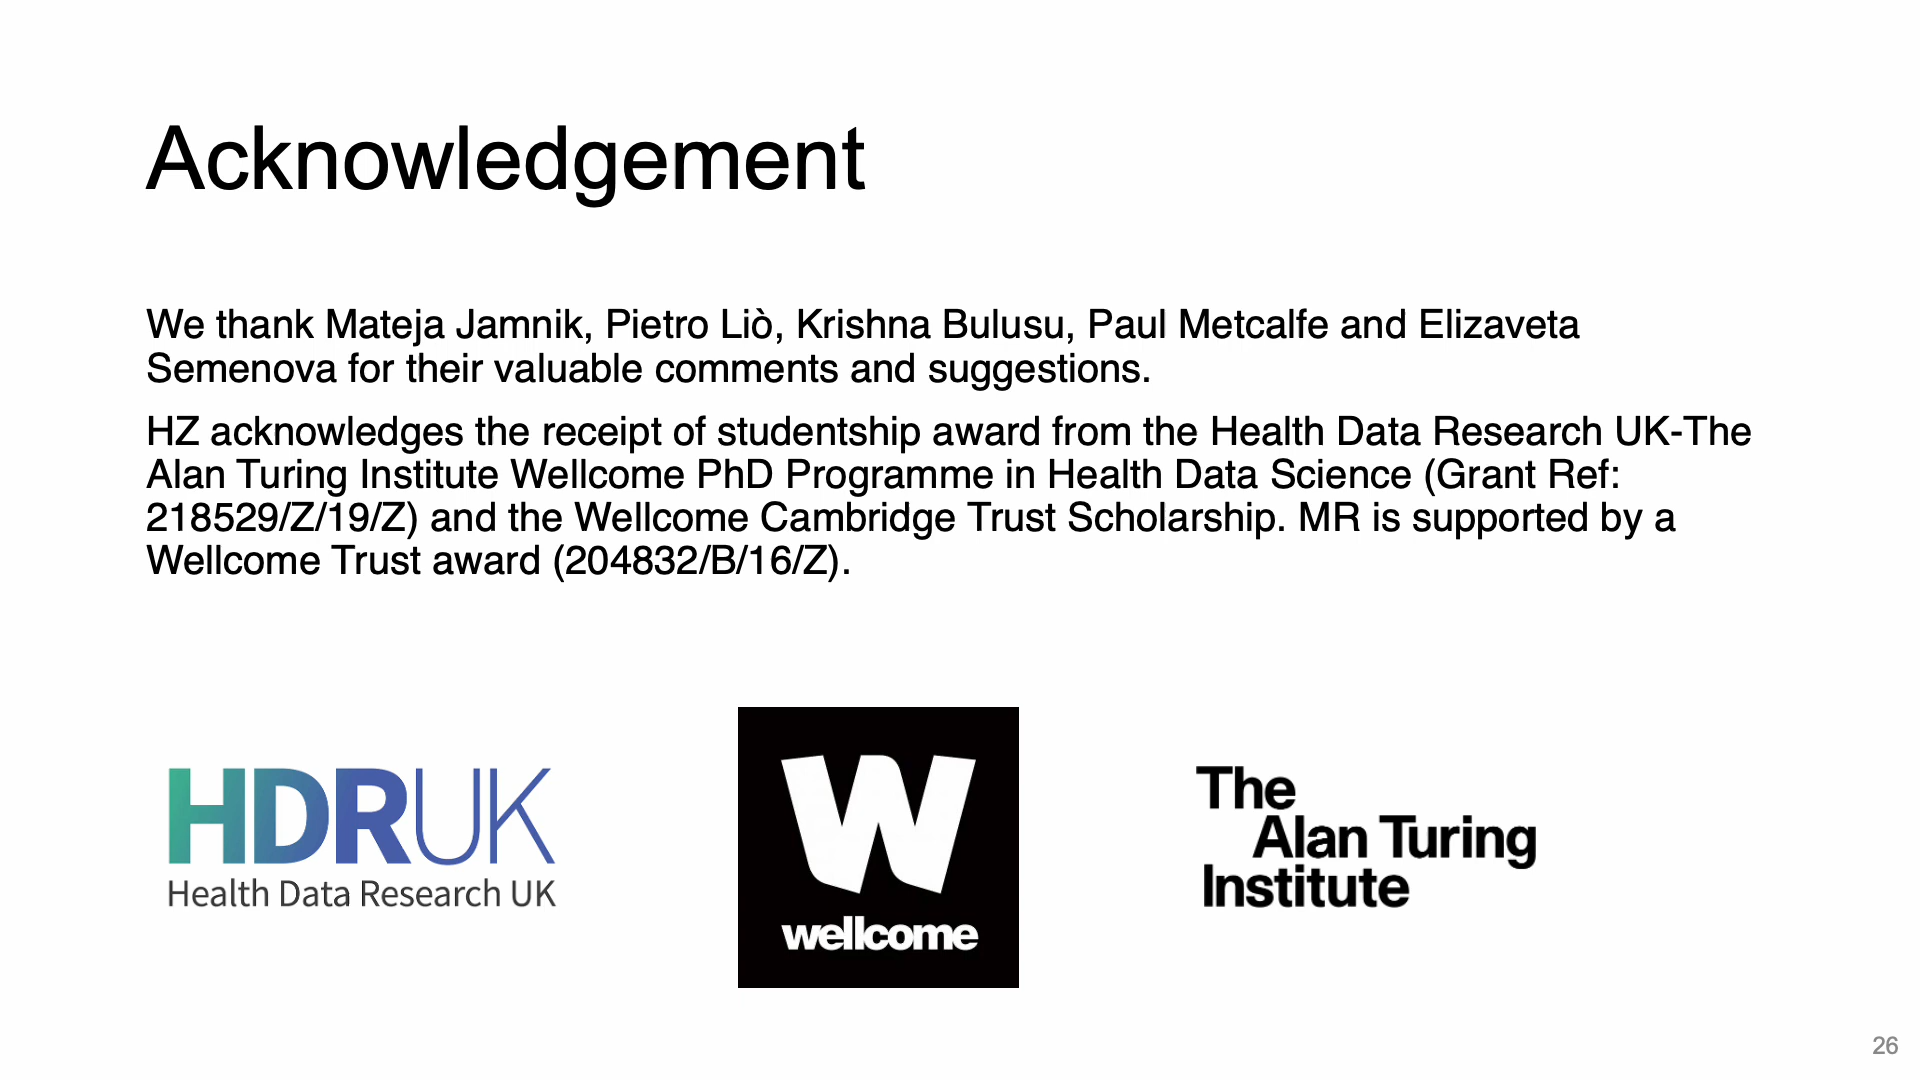 Acknowledgement
We thank Mateja Jamnik, Pietro Liò, Krishna Bulusu, Paul Metcalfe and Elizaveta
Semenova for their valuable comments and suggestions.
HZ acknowledges the receipt of studentship award from the Health Data Research UK-The
Alan Turing Institute Wellcome PhD Programme in Health Data Science (Grant Ref:
218529/Z/19/Z) and the Wellcome Cambridge Trust Scholarship. MR is supported by a
Wellcome Trust award (204832/B/16/Z).
HDRUK
Health Data Research UK
W
wellcome
The
Alan Turing
Institute
26